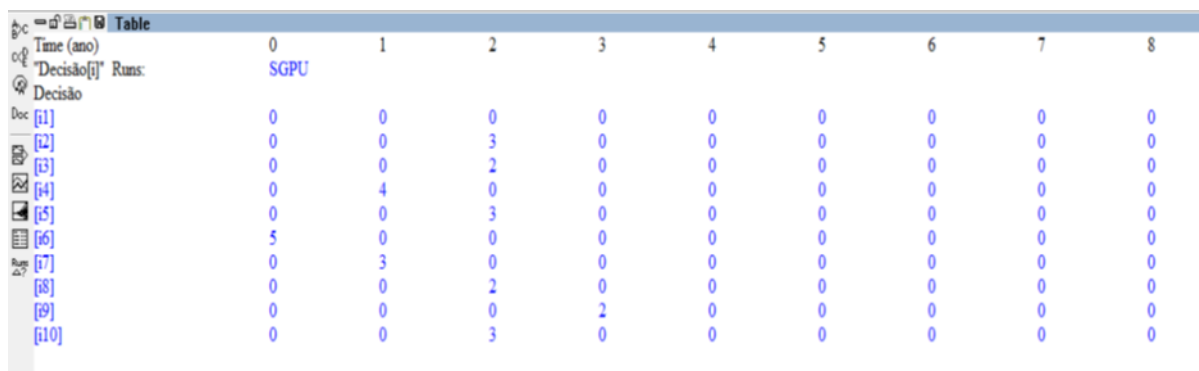 Table
Time (ano) 0 1 2 3 4 5 6 7 8
"Decisão[i]" Runs: SGPU
Decisão
[i1] 0 0 0 0 0 0 0 0 0
[i2] 0 0 3 0 0 0 0 0 0
[i3] 0 0 2 0 0 0 0 0 0
[i4] 0 4 0 0 0 0 0 0 0
[i5] 0 0 3 0 0 0 0 0 0
[i6] 5 0 0 0 0 0 0 0 0
[i7] 0 3 0 0 0 0 0 0 0
[i8] 0 0 2 0 0 0 0 0 0
[i9] 0 0 0 2 0 0 0 0 0
[i10] 0 0 3 0 0 0 0 0 0
Doc
Runs